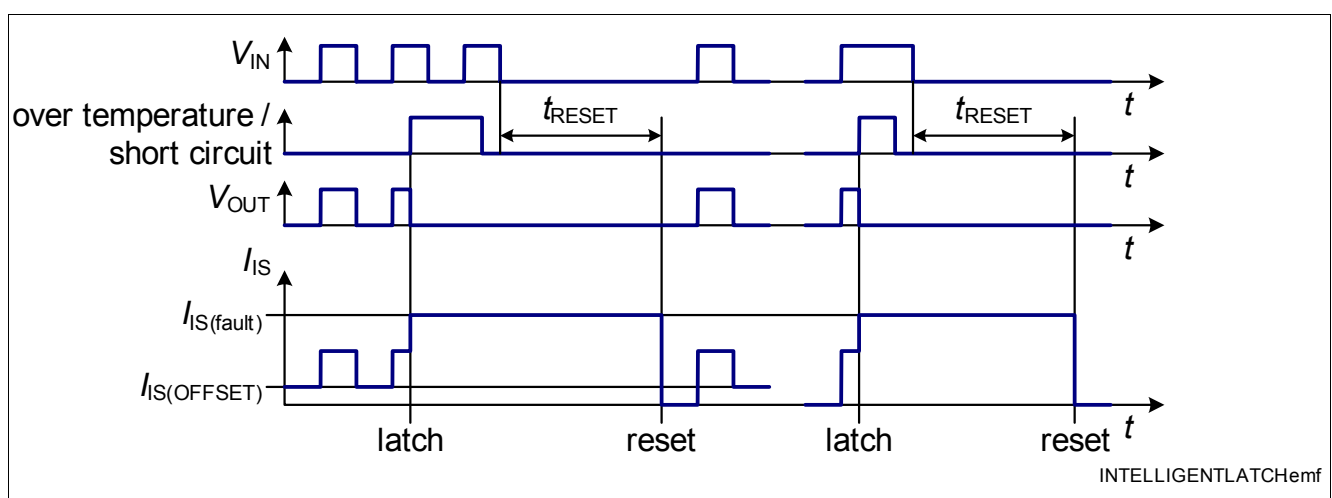 VIN
t
over temperature /
short circuit
tRESET
tRESET
t
VOUT
t
IIS
IIS(fault)
IIS(OFFSET)
t
latch
reset
latch
reset
INTELLIGENTLATCHemf